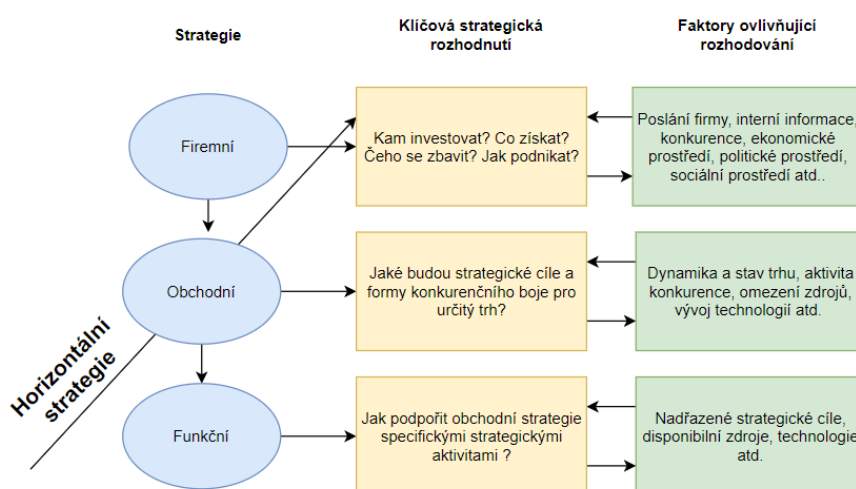 Strategie
Klíčová strategická
rozhodnutí
Faktory ovlivňující
rozhodování
Firemní
Kam investovat? Co získat?
Čeho se zbavit? Jak podnikat?
Poslání firmy, interní informace,
konkurence, ekonomické
prostředí, politické prostředí,
sociální prostředí atd..
Obchodní
Jaké budou strategické cíle a
formy konkurenčního boje pro
určitý trh?
Dynamika a stav trhu, aktivita
konkurence, omezení zdrojů,
vývoj technologií atd.
Horizontální
strategie
Funkční
Jak podpořit obchodní strategie
specifickými strategickými
aktivitami ?
Nadřazené strategické cíle,
disponibilní zdroje, technologie
atd.